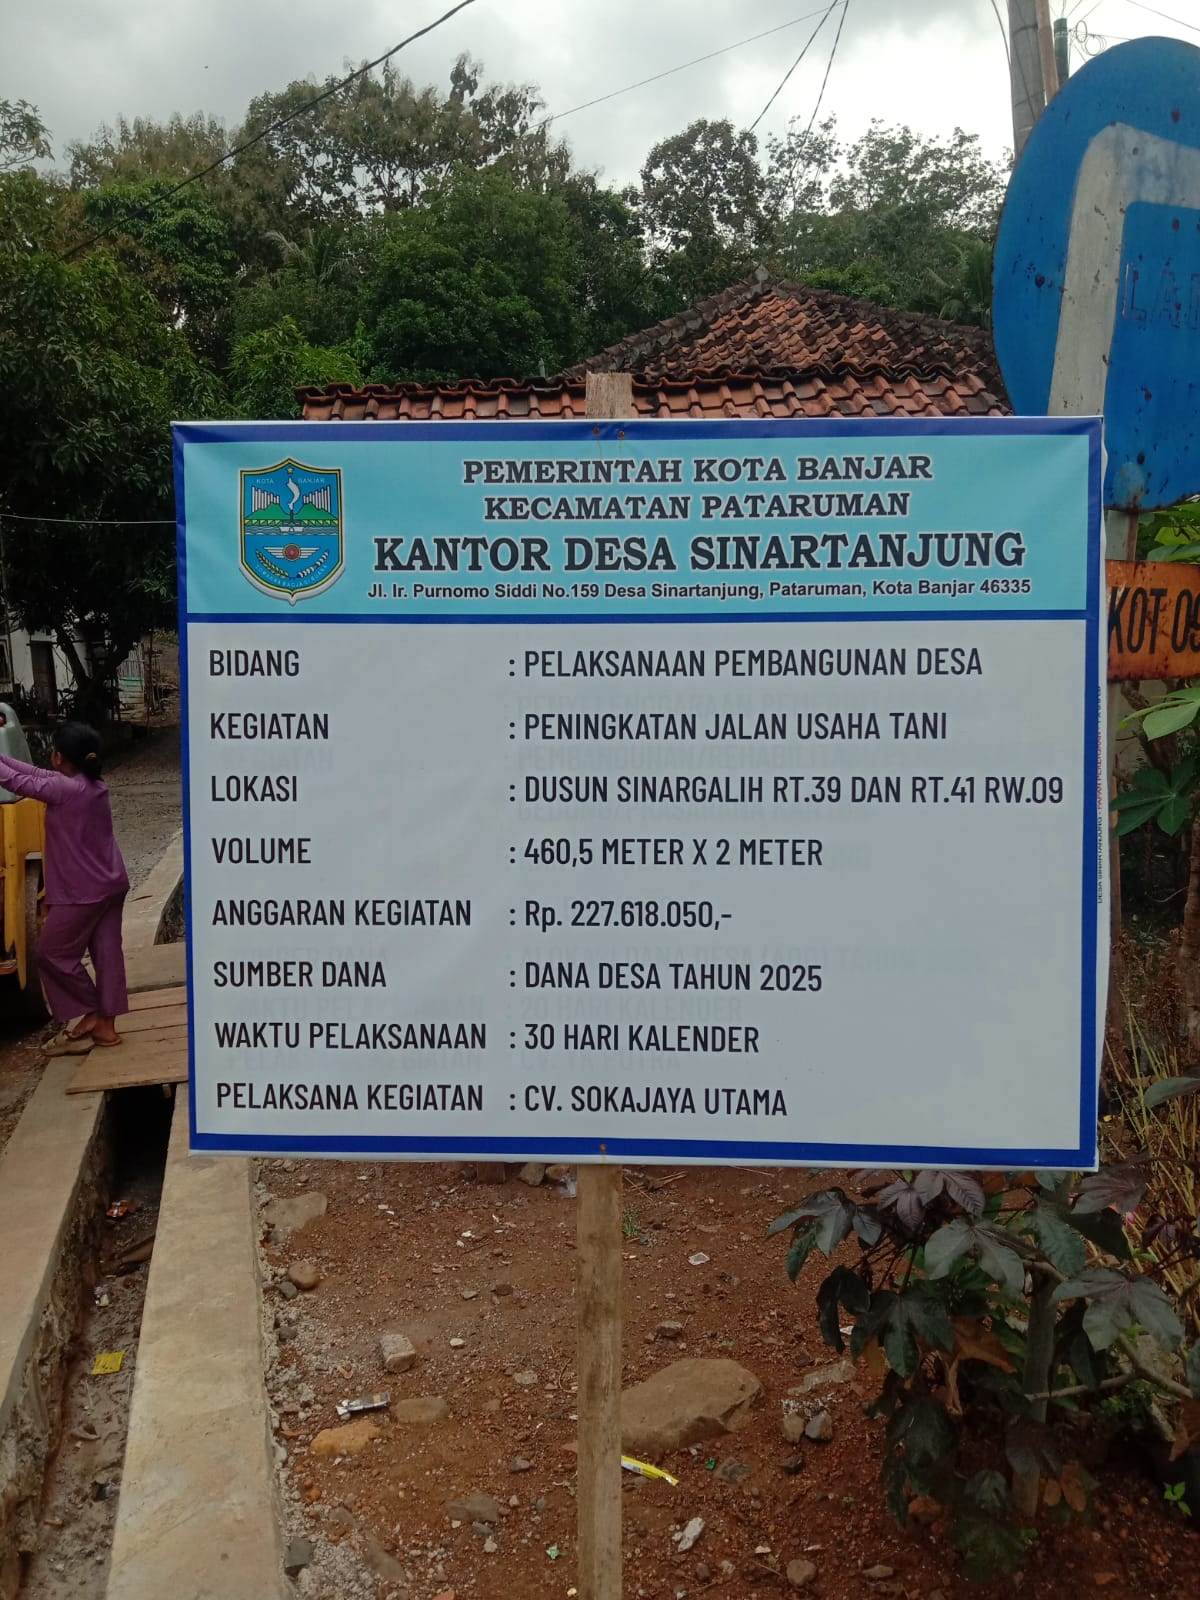 KOTA BANJAR
PEMERINTAH KOTA BANJAR
KECAMATAN PATARUMAN
KANTOR DESA SINARTANJUNG
Jl. Ir. Purnomo Siddi No.159 Desa Sinartanjung, Pataruman, Kota Banjar 46335
BIDANG : PELAKSANAAN PEMBANGUNAN DESA
KEGIATAN : PENINGKATAN JALAN USAHA TANI
LOKASI : DUSUN SINARGALIH RT.39 DAN RT.41 RW.09
VOLUME : 460,5 METER X 2 METER
ANGGARAN KEGIATAN : Rp. 227.618.050,-
SUMBER DANA : DANA DESA TAHUN 2025
WAKTU PELAKSANAAN : 30 HARI KALENDER
PELAKSANA KEGIATAN : CV. SOKAJAYA UTAMA
KOT